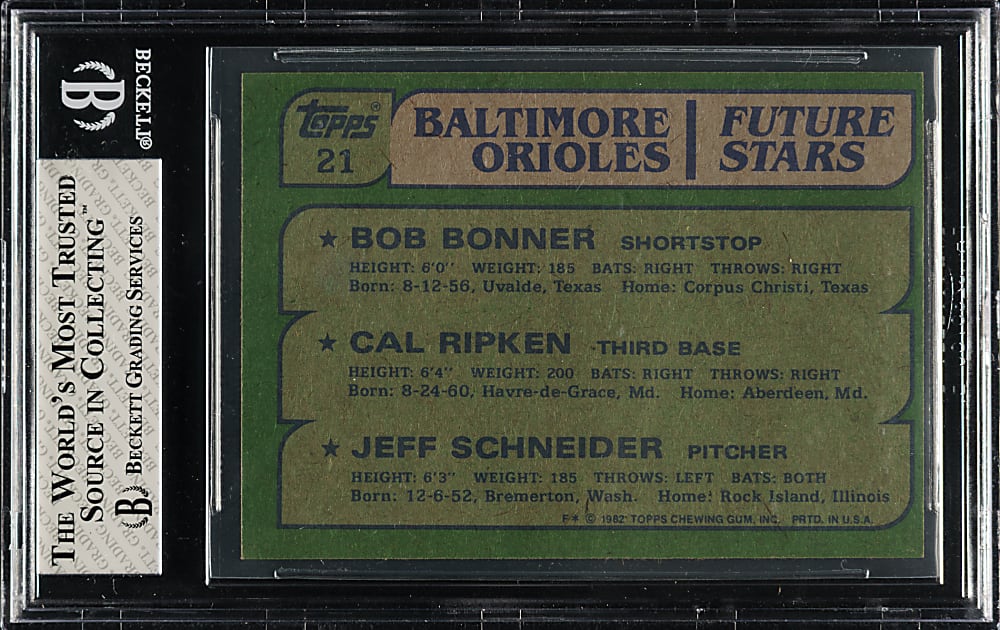 BECKETT®
B
THE WORLD'S MOST TRUSTED
SOURCE IN COLLECTING™
B BECKETT GRADING SERVICES
Topps®
21
BALTIMORE
ORIOLES
FUTURE
STARS
★ BOB BONNER SHORTSTOP
HEIGHT: 6'0" WEIGHT: 185 BATS: RIGHT THROWS: RIGHT
Born: 8-12-56, Uvalde, Texas Home: Corpus Christi, Texas
★ CAL RIPKEN THIRD BASE
HEIGHT: 6'4" WEIGHT: 200 BATS: RIGHT THROWS: RIGHT
Born: 8-24-60, Havre-de-Grace, Md. Home: Aberdeen, Md.
★ JEFF SCHNEIDER PITCHER
HEIGHT: 6'3" WEIGHT: 185 THROWS: LEFT BATS: BOTH
Born: 12-6-52, Bremerton, Wash. Home: Rock Island, Illinois
F* © 1982 TOPPS CHEWING GUM, INC. PRTD. IN U.S.A.